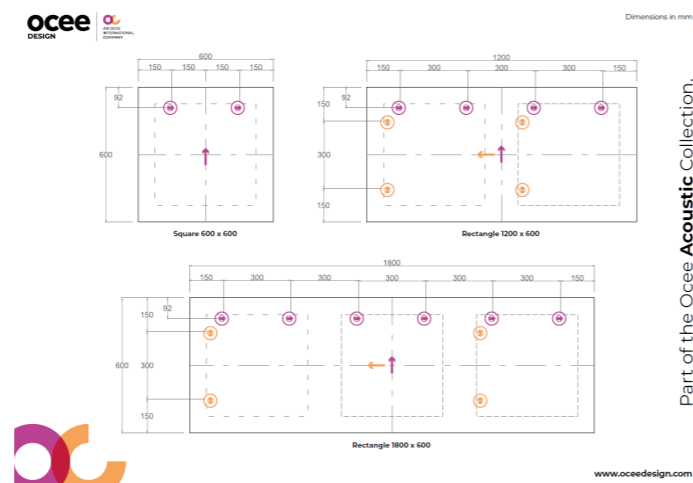 ocee
DESIGN
AN OCEE
INTERNATIONAL
COMPANY
Dimensions in mm
600
150 150 150 150
92
600
Square 600 x 600
1200
150 300 300 300 150
150
92
300
150
Rectangle 1200 x 600
1800
150 300 300 300 300 300 150
150
92
600
300
150
Rectangle 1800 x 600
Part of the Ocee Acoustic Collection.
www.oceedesign.com